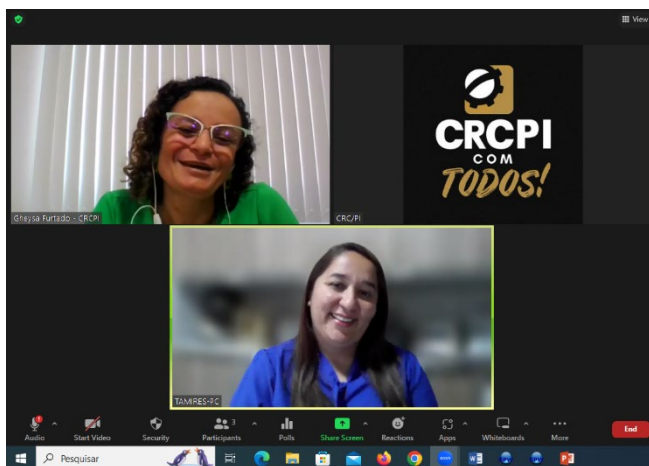 View
CRCPI
COM
TODOS!
Gheysa Furtado - CRCPI
CRC/PI
TAMIRES-PC
3
Audio
Start Video
Security
Participants
Polls
Share Screen
Reactions
Apps
Whiteboards
More
End
Pesquisar